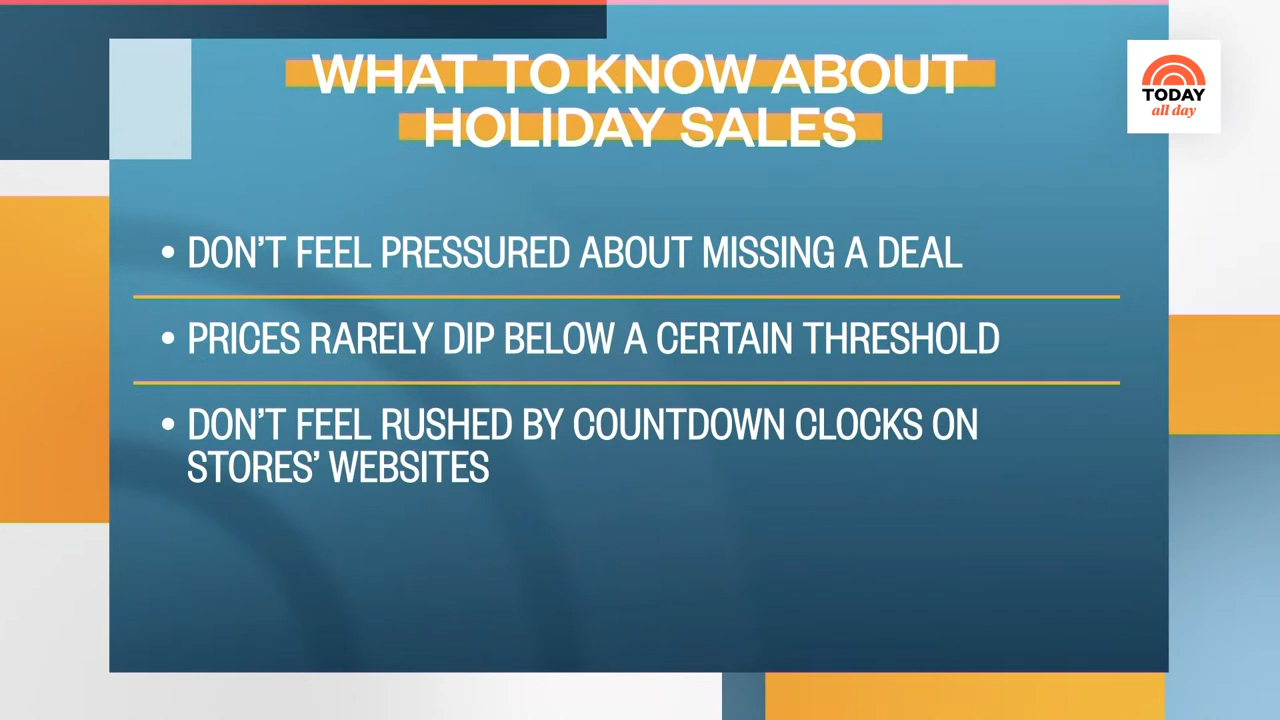 WHAT TO KNOW ABOUT
HOLIDAY SALES
TODAY
all day
• DON'T FEEL PRESSURED ABOUT MISSING A DEAL
• PRICES RARELY DIP BELOW A CERTAIN THRESHOLD
• DON'T FEEL RUSHED BY COUNTDOWN CLOCKS ON
STORES' WEBSITES